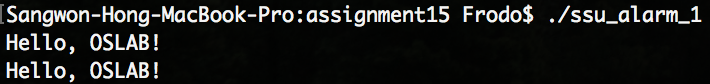 [Sangwon-Hong-MacBook-Pro:assignment15 Frodo$ ./ssu_alarm_1
Hello, OSLAB!
Hello, OSLAB!